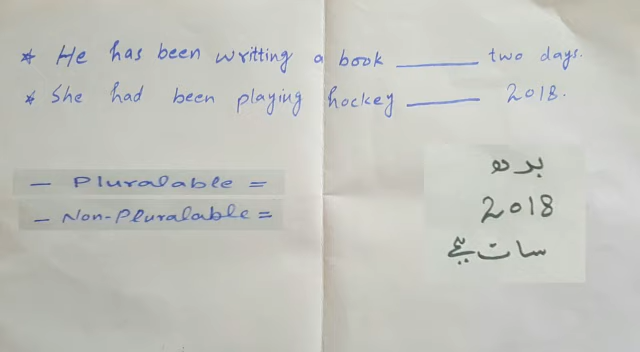 * He has been writting a book ______ two days.
* She had been playing hockey ______ 2018.
– Pluralable =
– Non-Pluralable =
بدھ
2018
سات بجے